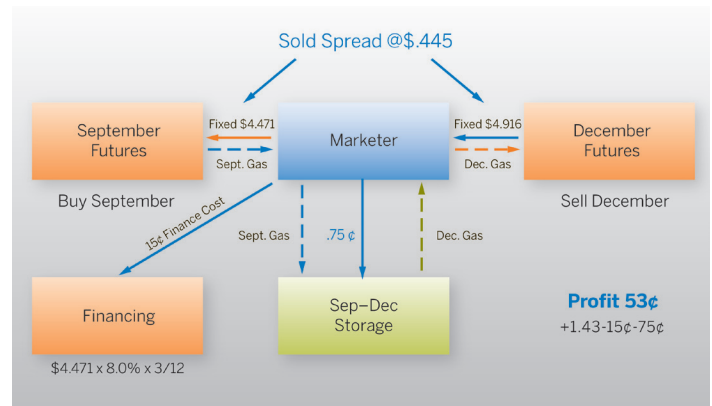 Sold Spread @$.445
September
Futures
Fixed $4.471
Sept. Gas
Marketer
Fixed $4.916
Dec. Gas
December
Futures
Buy September
Sell December
15¢ Finance Cost
Sept. Gas
.75 ¢
Dec. Gas
Financing
Sep–Dec
Storage
Profit 53¢
+1.43-15¢-75¢
$4.471 x 8.0% x 3/12